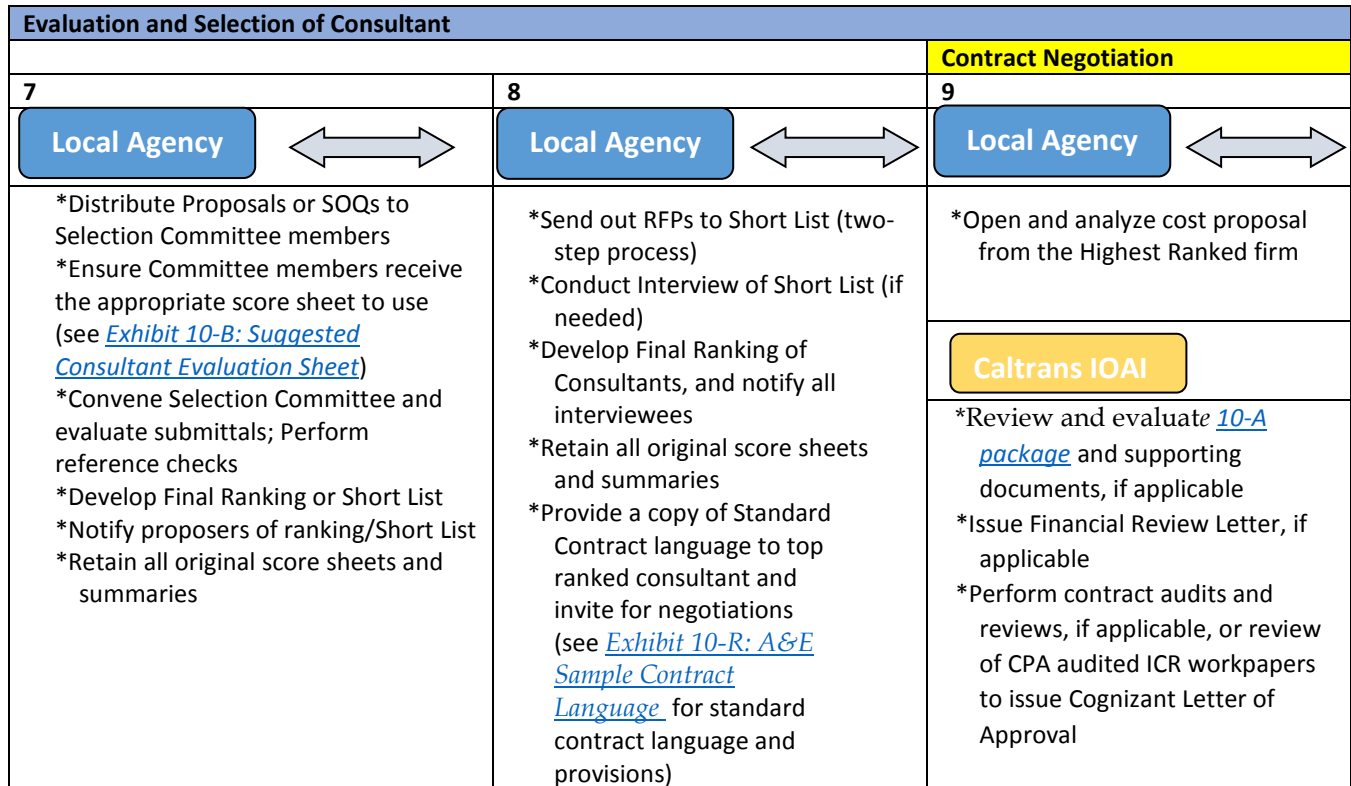 Evaluation and Selection of Consultant
Contract Negotiation
7
8
9
Local Agency
Local Agency
Local Agency
*Distribute Proposals or SOQs to
Selection Committee members
*Ensure Committee members receive
the appropriate score sheet to use
(see Exhibit 10-B: Suggested
Consultant Evaluation Sheet)
*Convene Selection Committee and
evaluate submittals; Perform
reference checks
*Develop Final Ranking or Short List
*Notify proposers of ranking/Short List
*Retain all original score sheets and
summaries
*Send out RFPs to Short List (two-
step process)
*Conduct Interview of Short List (if
needed)
*Develop Final Ranking of
Consultants, and notify all
interviewees
*Retain all original score sheets
and summaries
*Provide a copy of Standard
Contract language to top
ranked consultant and
invite for negotiations
(see Exhibit 10-R: A&E
Sample Contract
Language for standard
contract language and
provisions)
*Open and analyze cost proposal
from the Highest Ranked firm
Caltrans IOAI
*Review and evaluate 10-A
package and supporting
documents, if applicable
*Issue Financial Review Letter, if
applicable
*Perform contract audits and
reviews, if applicable, or review
of CPA audited ICR workpapers
to issue Cognizant Letter of
Approval